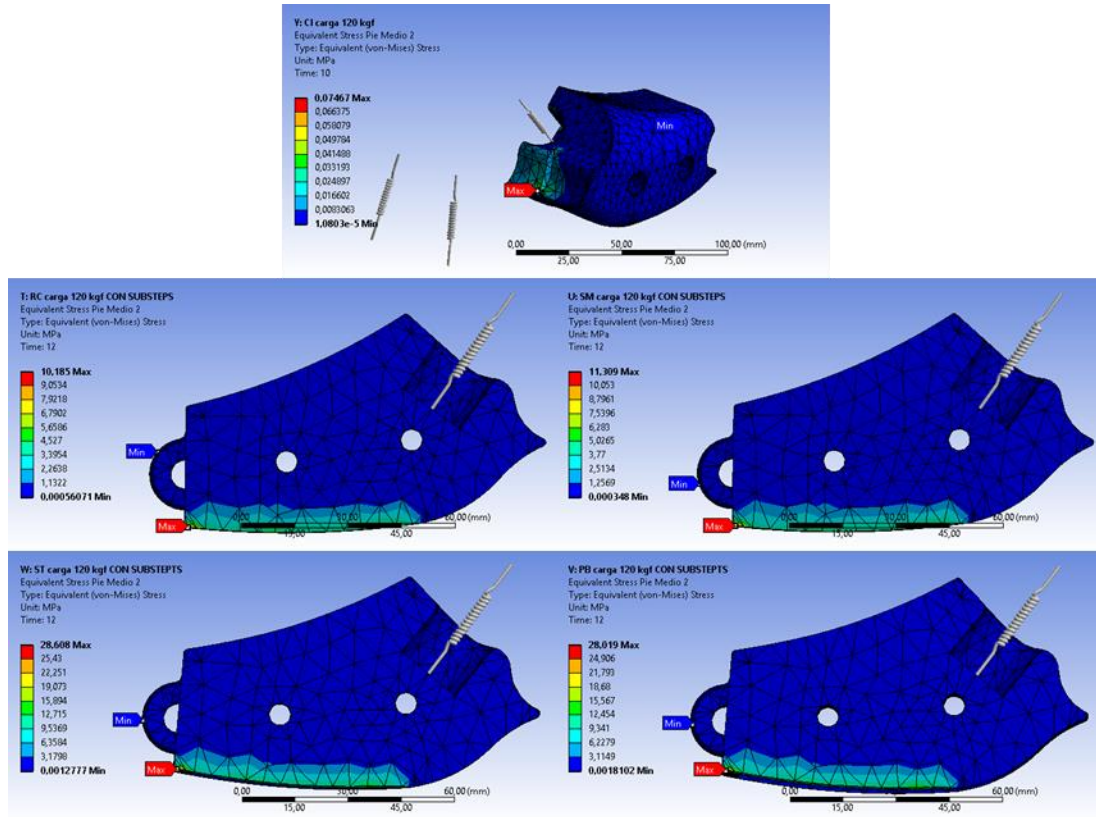 Y: CI carga 120 kgf
Equivalent Stress Pie Medio 2
Type: Equivalent (von-Mises) Stress
Unit: MPa
Time: 10
0,07467 Max
0,066375
0,058079
0,049784
0,041488
0,033193
0,024897
0,016602
0,0083063
1,0803e-5 Min
Min
Max
0,00 50,00 100,00 (mm)
25,00 75,00
T: RC carga 120 kgf CON SUBSTEPS
Equivalent Stress Pie Medio 2
Type: Equivalent (von-Mises) Stress
Unit: MPa
Time: 12
10,185 Max
9,0534
7,9218
6,7902
5,6586
4,527
3,3954
2,2638
1,1322
0,00056071 Min
Min
Max
60,00 (mm)
45,00
U: SM carga 120 kgf CON SUBSTEPS
Equivalent Stress Pie Medio 2
Type: Equivalent (von-Mises) Stress
Unit: MPa
Time: 12
11,309 Max
10,053
8,7961
7,5396
6,283
5,0265
3,77
2,5134
1,2569
0,000348 Min
Min
Max
60,00 (mm)
15,00 45,00
W: ST carga 120 kgf CON SUBSTEPTS
Equivalent Stress Pie Medio 2
Type: Equivalent (von-Mises) Stress
Unit: MPa
Time: 12
28,608 Max
25,43
22,251
19,073
15,894
12,715
9,5369
6,3584
3,1798
0,0012777 Min
Min
Max
0,00 30,00 60,00 (mm)
15,00 45,00
V: PB carga 120 kgf CON SUBSTEPTS
Equivalent Stress Pie Medio 2
Type: Equivalent (von-Mises) Stress
Unit: MPa
Time: 12
28,019 Max
24,906
21,793
18,68
15,567
12,454
9,341
6,2279
3,1149
0,0018102 Min
Min
Max
0,00 30,00 60,00 (mm)
15,00 45,00